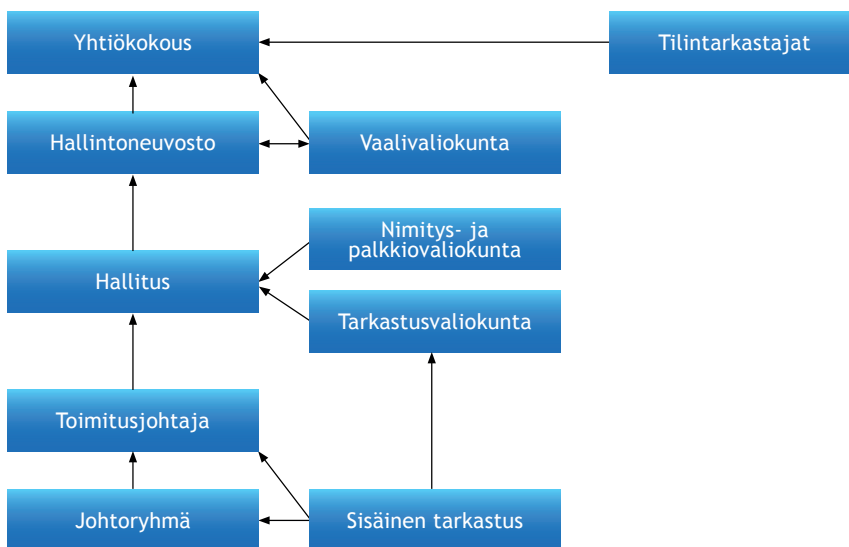 Yhtiökokous
Tilintarkastajat
Hallintoneuvosto
Vaalivaliokunta
Nimitys- ja
palkkiovaliokunta
Hallitus
Tarkastusvaliokunta
Toimitusjohtaja
Johtoryhmä
Sisäinen tarkastus